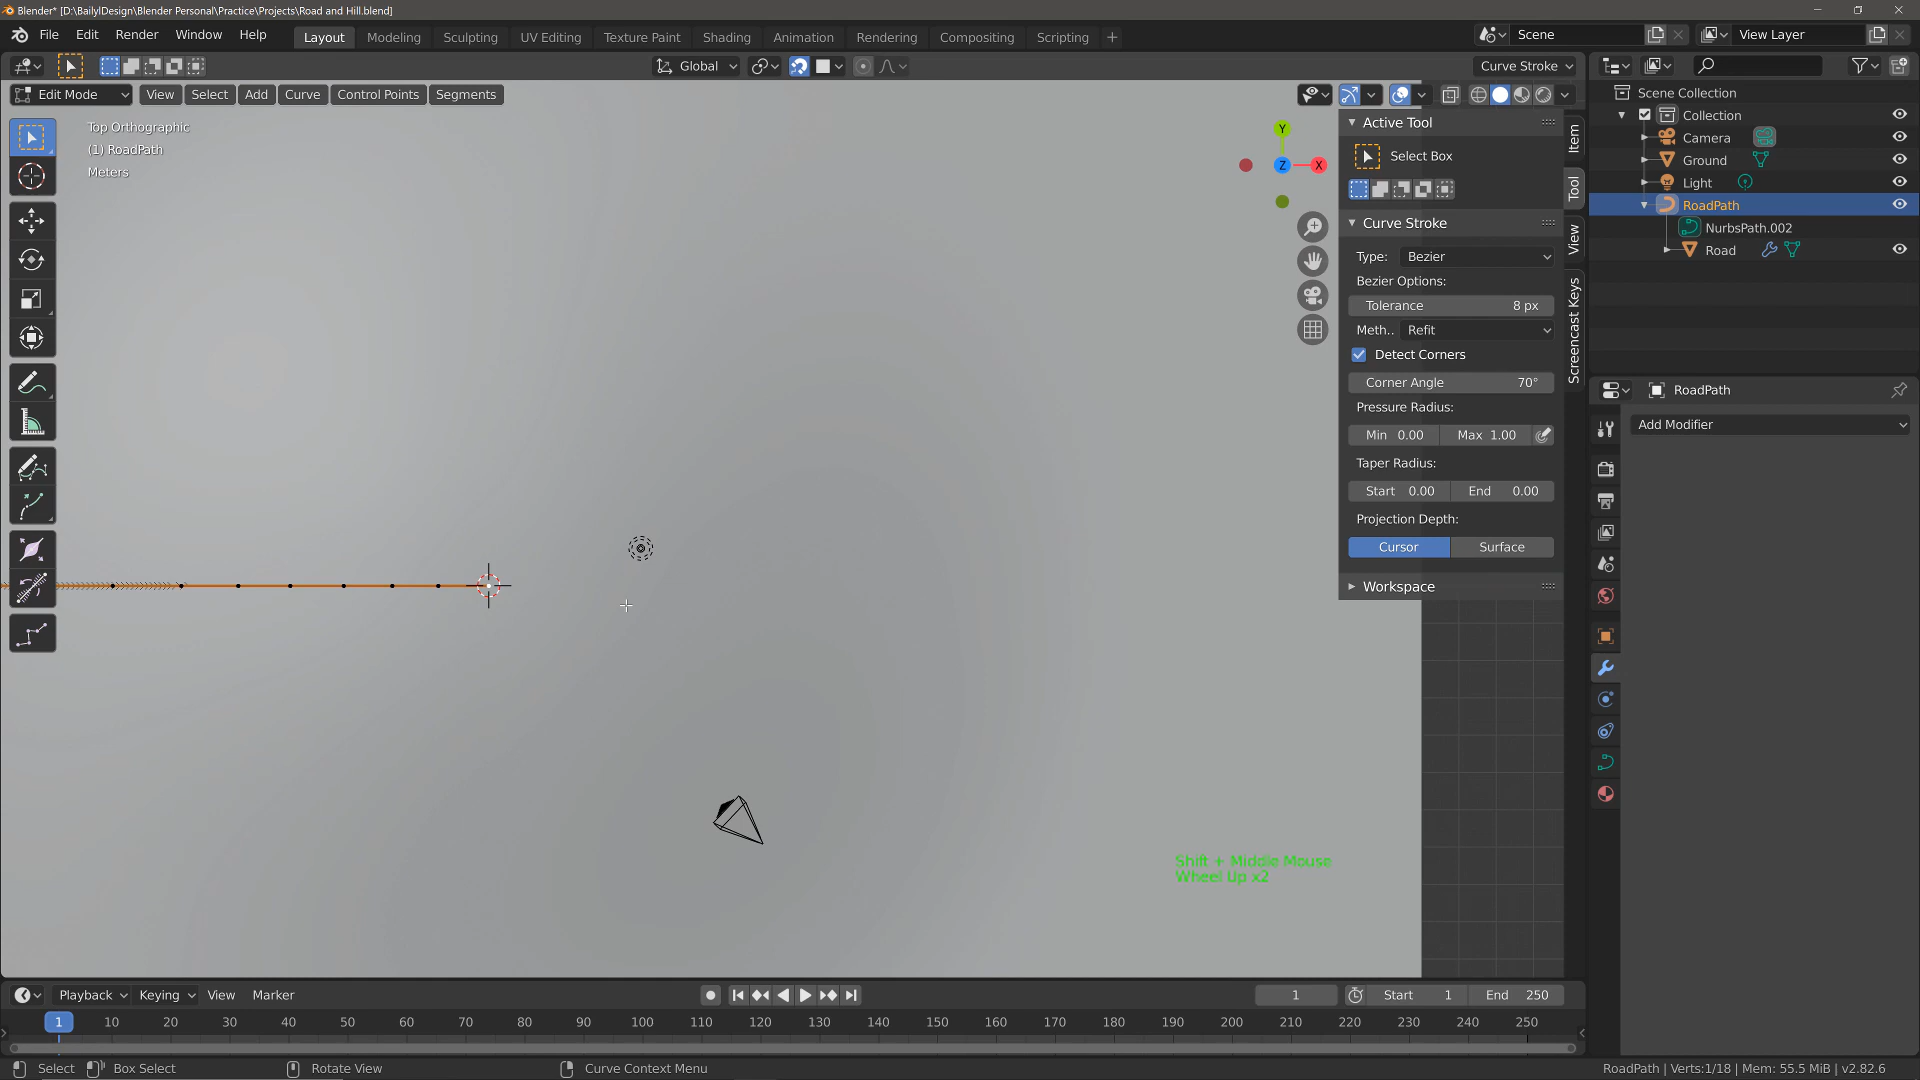 Blender* [D:\BailylDesign\Blender Personal\Practice\Projects\Road and Hill.blend]
File Edit Render Window Help Layout Modeling Sculpting UV Editing Texture Paint Shading Animation Rendering Compositing Scripting Scene View Layer
Global Curve Stroke
Edit Mode View Select Add Curve Control Points Segments
Top Orthographic
(1) RoadPath
Meters
Y
Z
X
Active Tool
Select Box
Curve Stroke
Type: Bezier
Bezier Options:
Tolerance 8 px
Meth.. Refit
Detect Corners
Corner Angle 70°
Pressure Radius:
Min 0.00 Max 1.00
Taper Radius:
Start 0.00 End 0.00
Projection Depth:
Cursor Surface
Workspace
Item
Tool
View
Screencast Keys
Scene Collection
Collection
Camera
Ground
Light
RoadPath
NurbsPath.002
Road
RoadPath
Add Modifier
Shift + Middle Mouse
Wheel Up x2
Playback Keying View Marker 1 Start 1 End 250
1 10 20 30 40 50 60 70 80 90 100 110 120 130 140 150 160 170 180 190 200 210 220 230 240 250
Select Box Select Rotate View Curve Context Menu RoadPath | Verts:1/18 | Mem: 55.5 MiB | v2.82.6